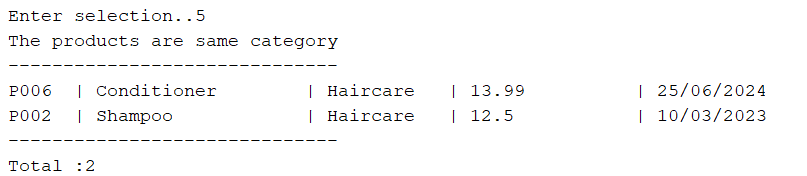 Enter selection..5
The products are same category
------------------------------
P006  | Conditioner        | Haircare   | 13.99          | 25/06/2024
P002  | Shampoo            | Haircare   | 12.5           | 10/03/2023
------------------------------
Total :2